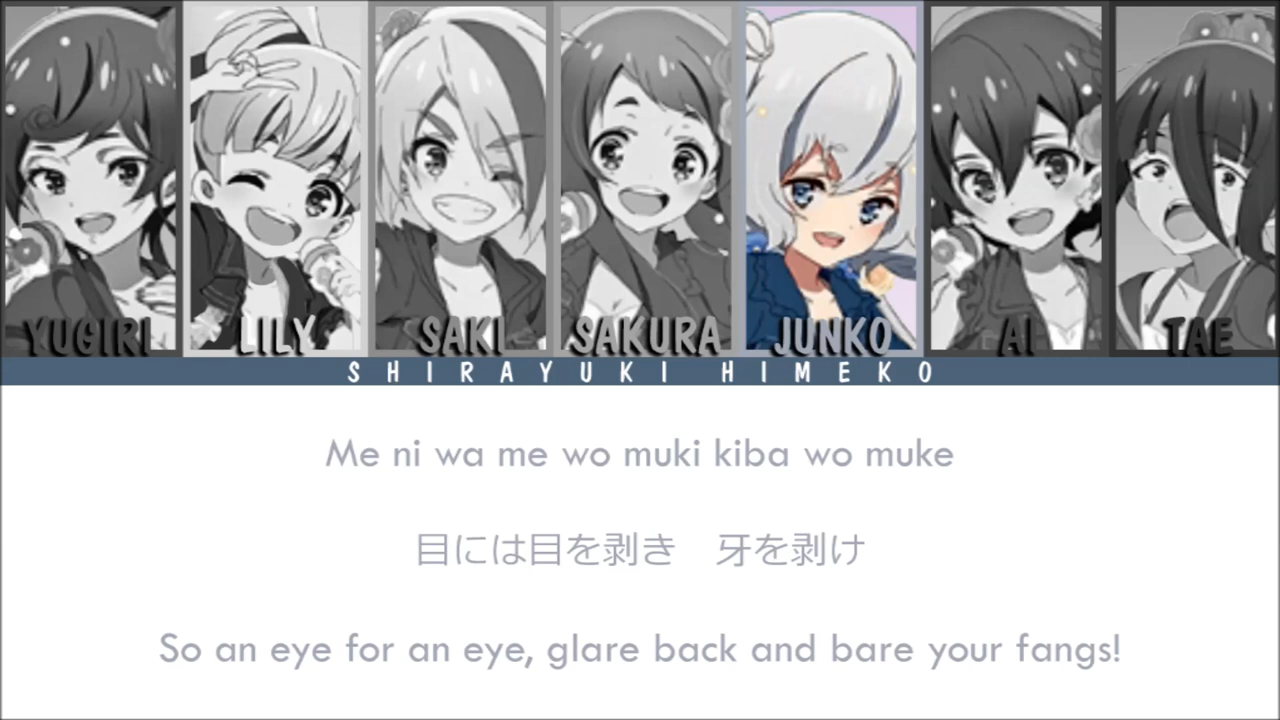 YUGIRI LILY SAKI SAKURA JUNKO AI TAE
SHIRAYUKI HIMEKO
Me ni wa me wo muki kiba wo muke
目には目を剥き　牙を剥け
So an eye for an eye, glare back and bare your fangs!